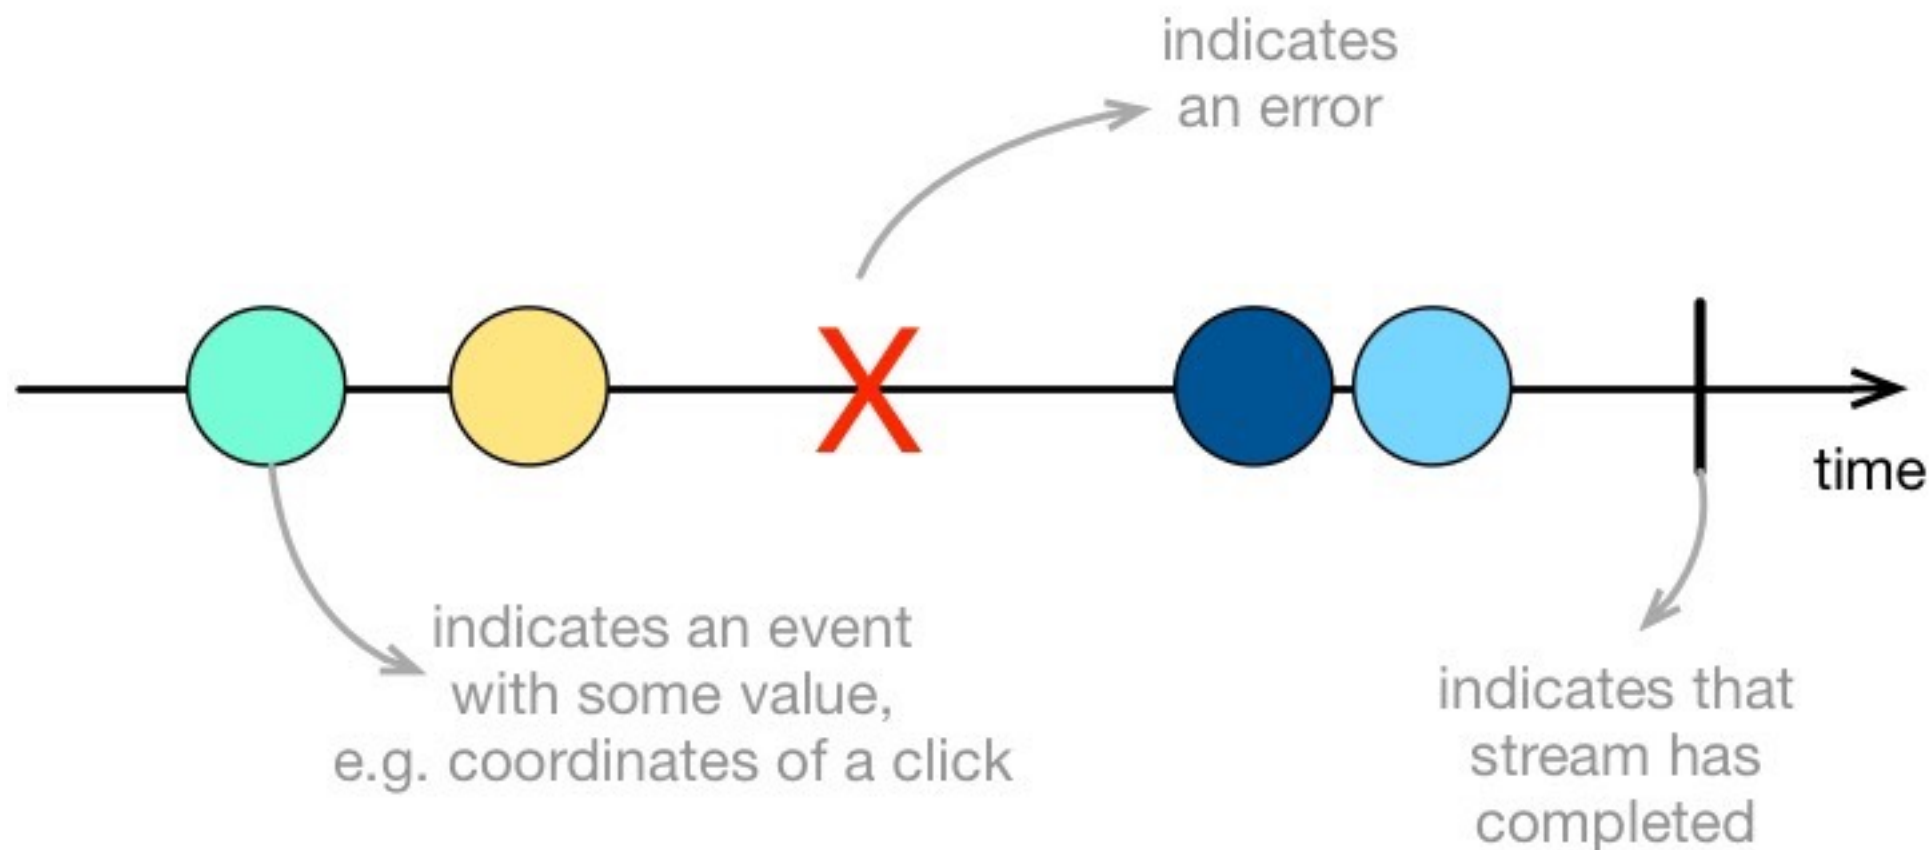 indicates
an error
X
time
indicates an event
with some value,
e.g. coordinates of a click
indicates that
stream has
completed